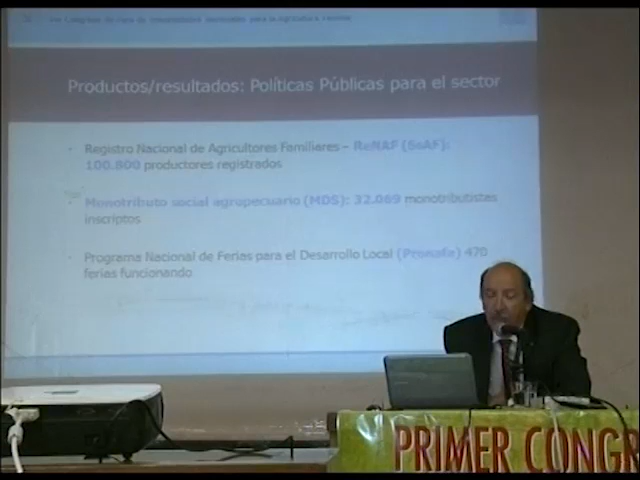 Productos/resultados: Políticas Públicas para el sector
Registro Nacional de Agricultores Familiares – ReNAF (SsAF):
100.800 productores registrados
Monotributo social agropecuario (MDS): 32.069 monotributistas
inscriptos
Programa Nacional de Ferias para el Desarrollo Local (Pronafe) 470
ferias funcionando
PRIMER CONGR